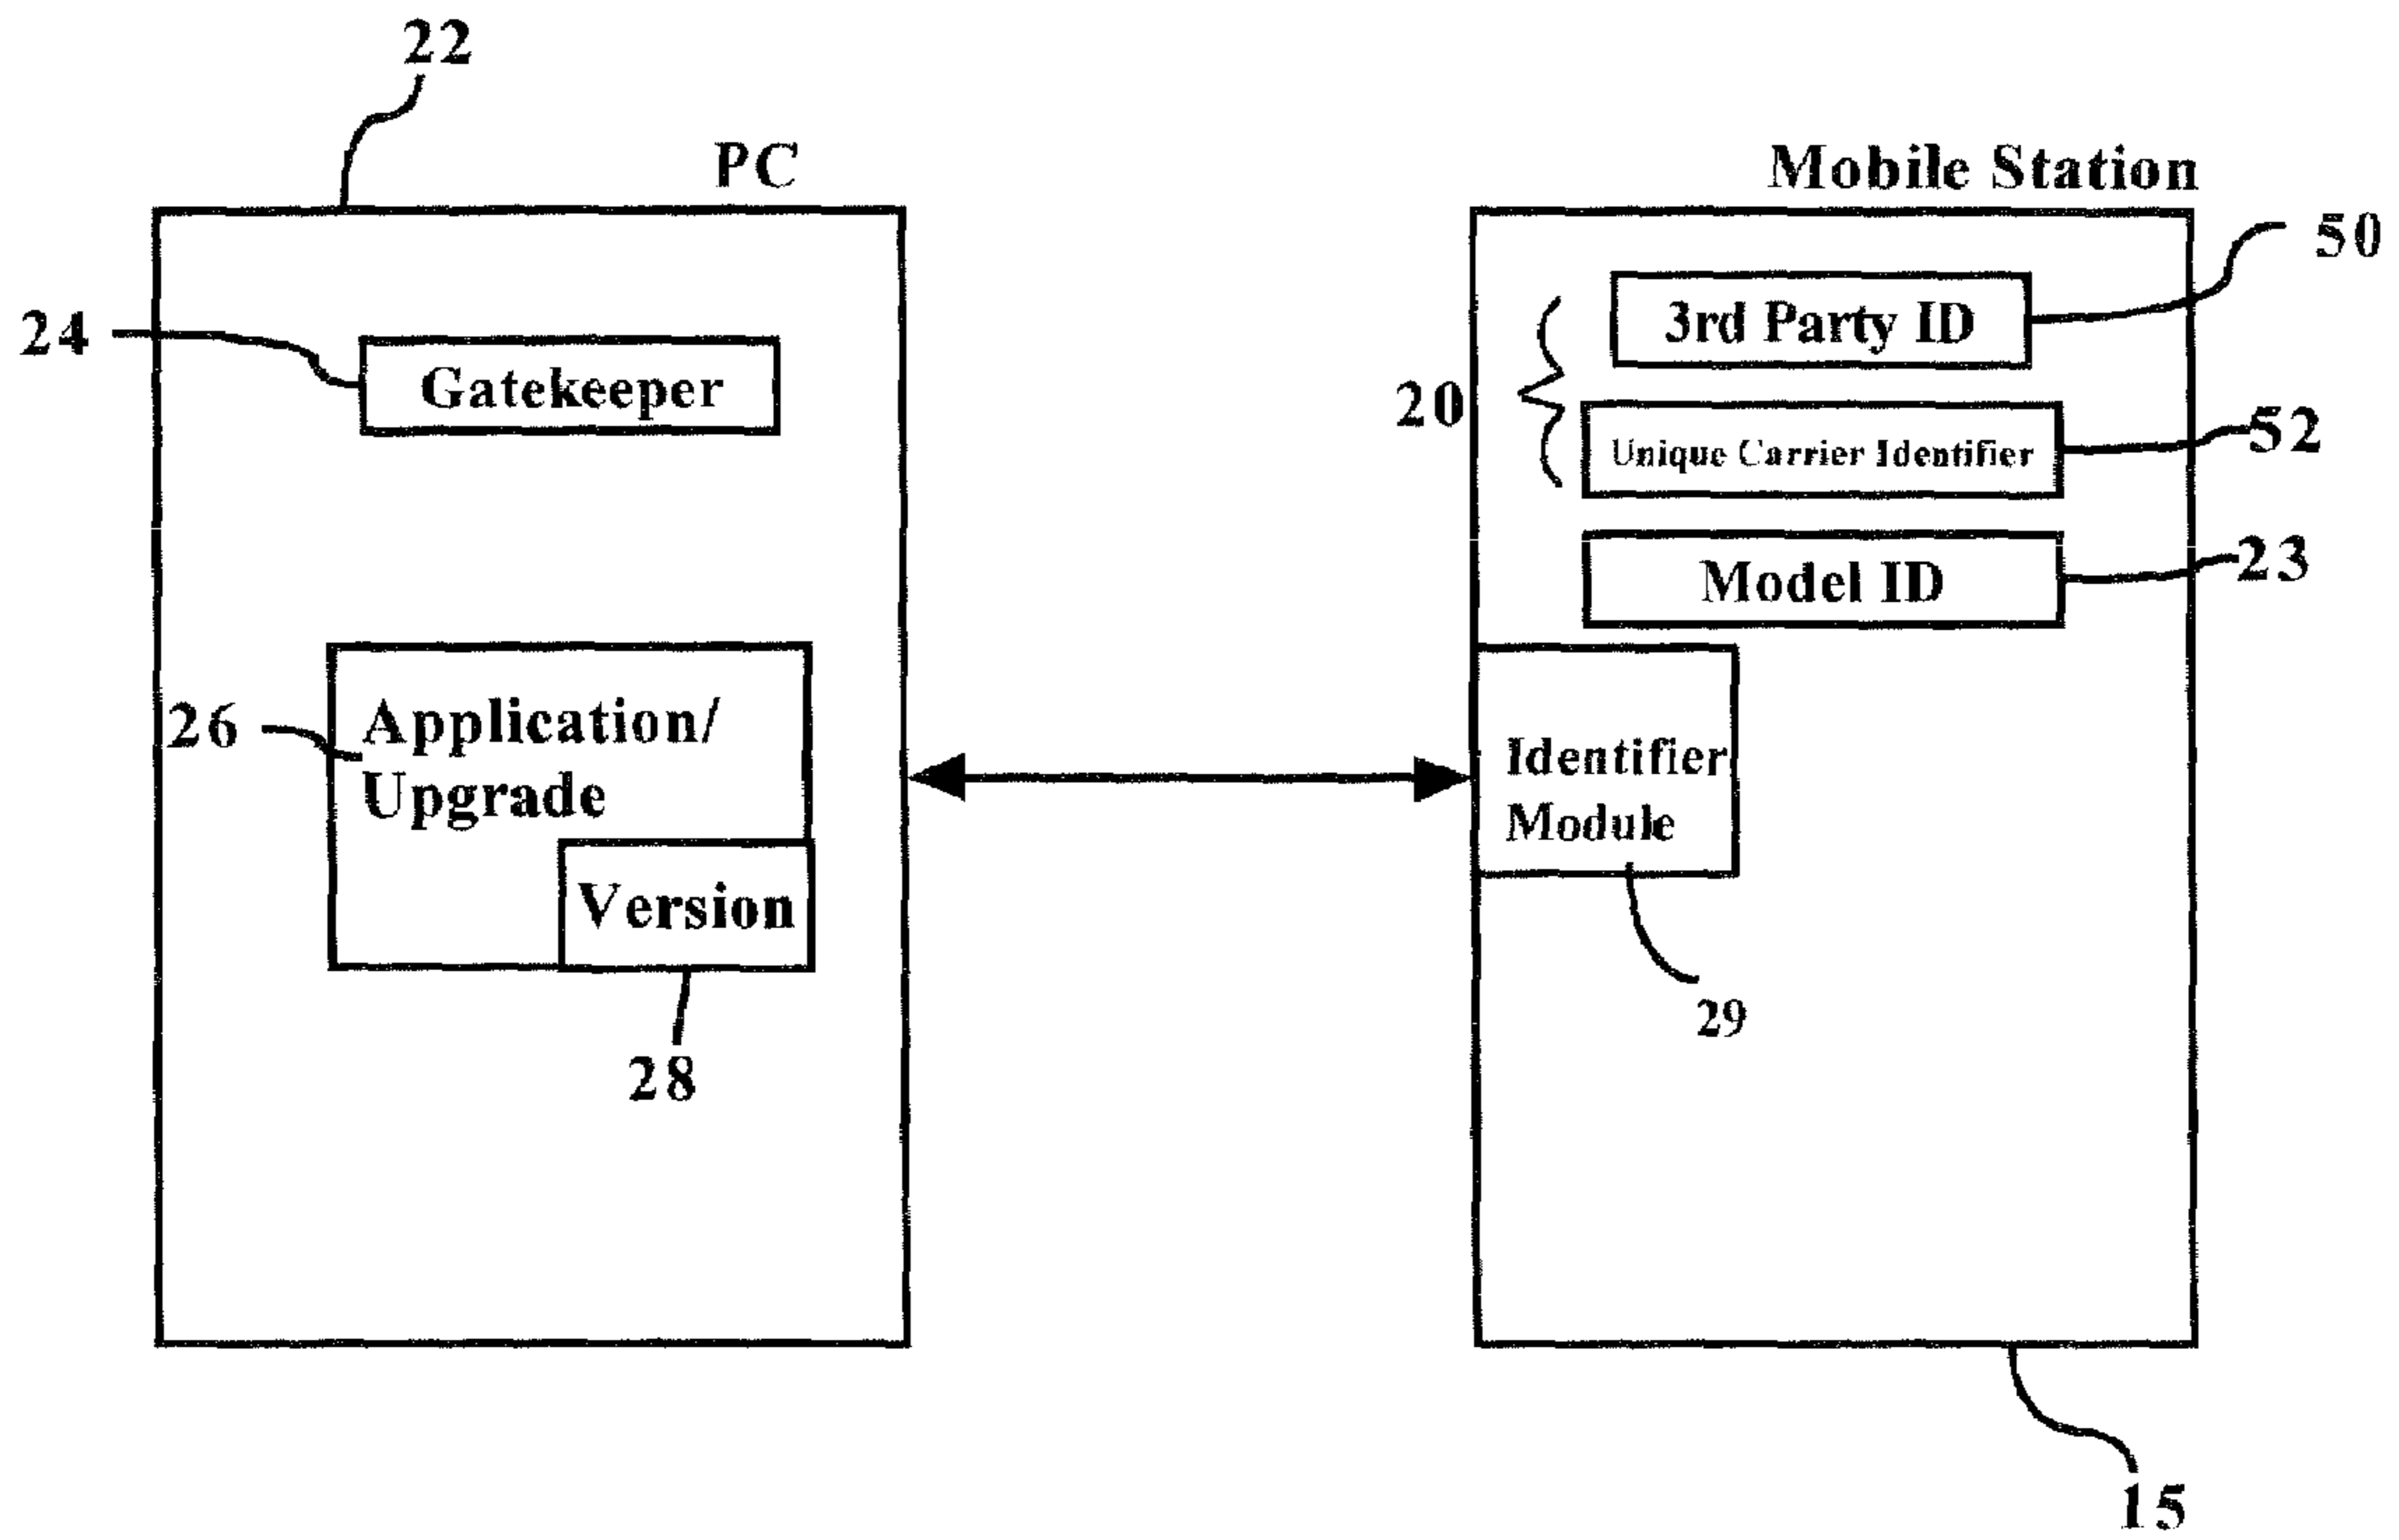 22
PC
Mobile Station
50
3rd Party ID
24
Gatekeeper
20
52
Unique Carrier Identifier
23
Model ID
26
Application/
Upgrade
Identifier
Module
Version
29
28
15